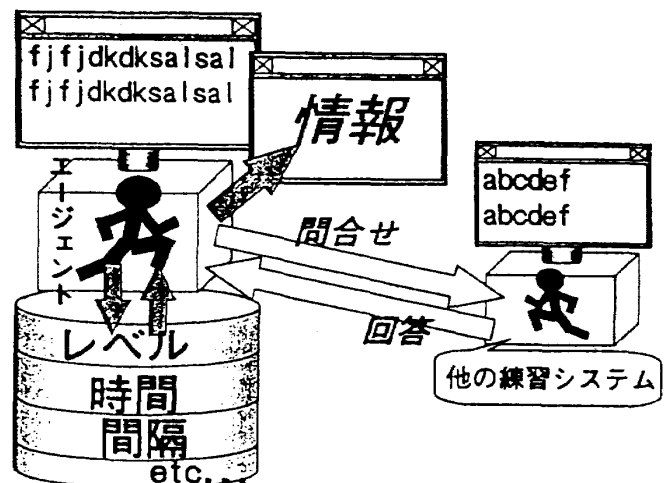 fjfjdkdksalsal
fjfjdkdksalsal
情報
エージェント
abcdef
abcdef
問合せ
回答
レベル
時間
間隔
etc...
他の練習システム